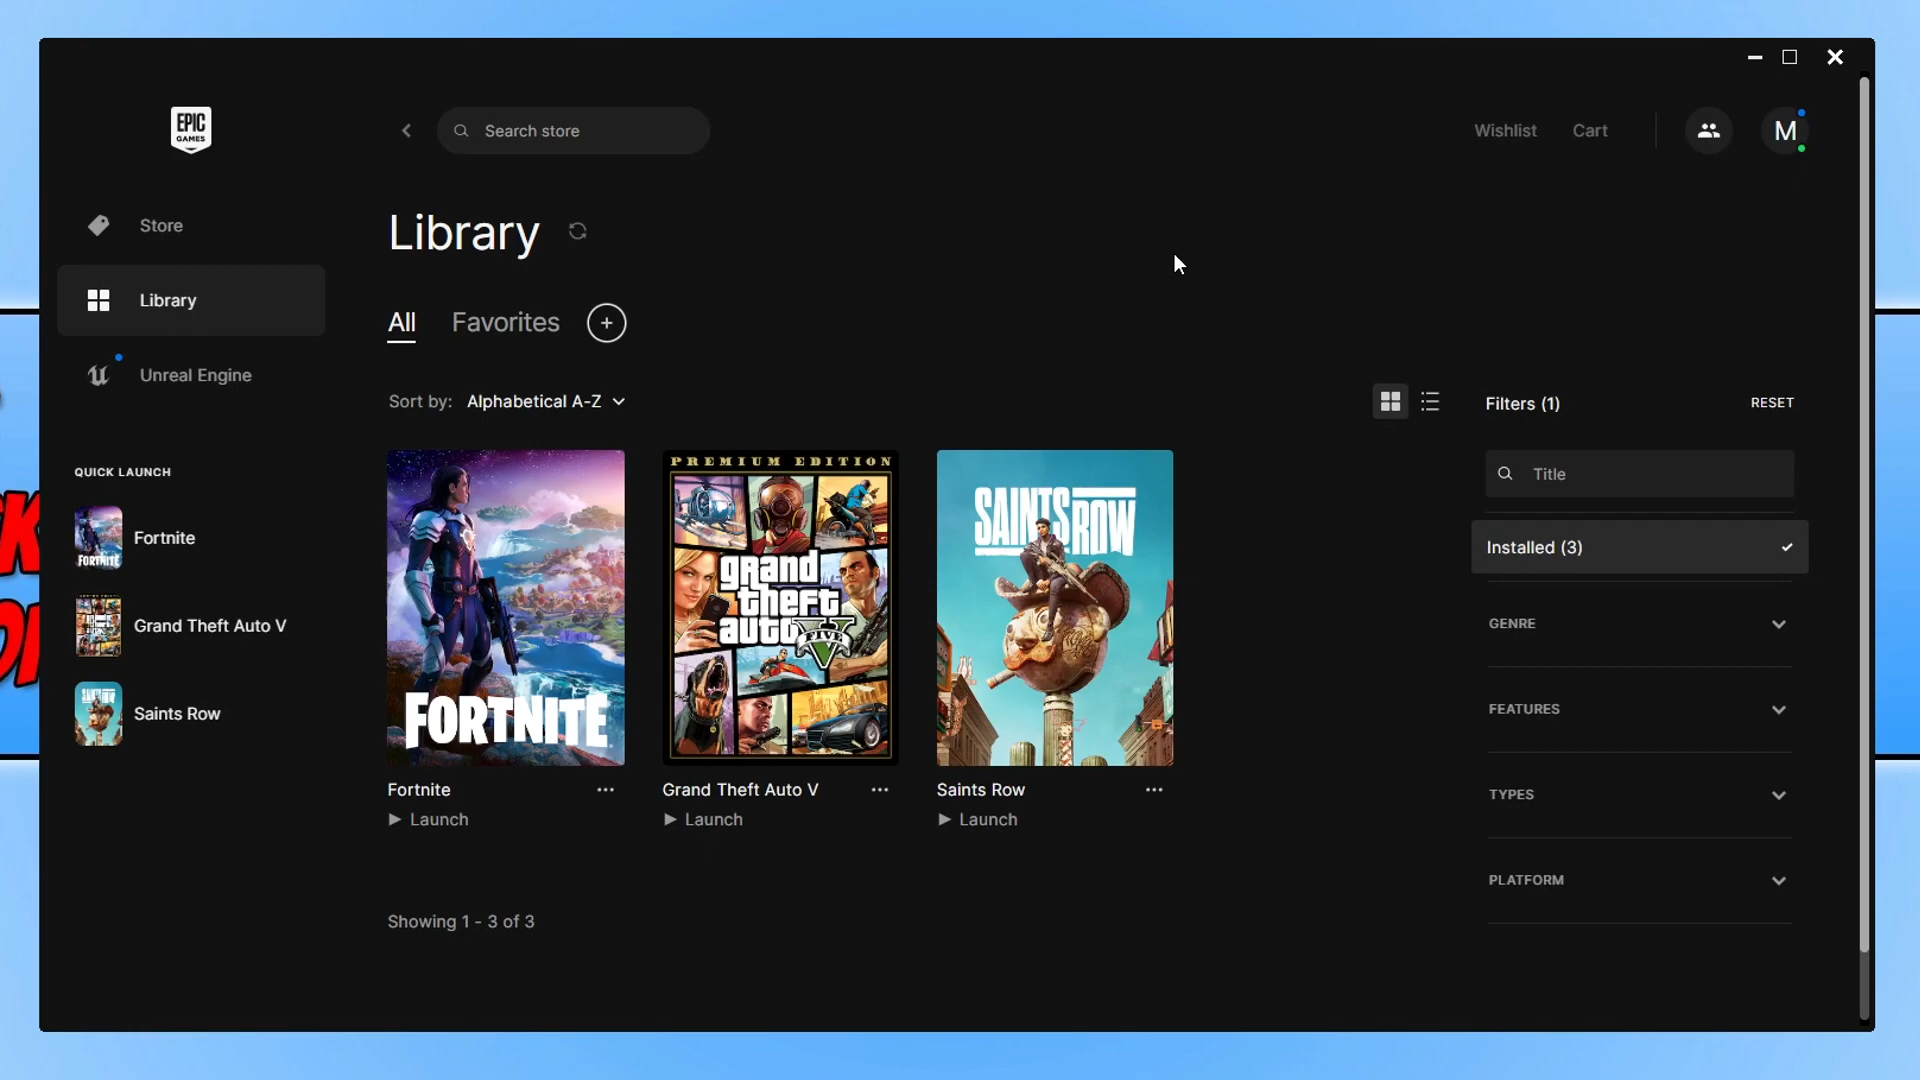 EPIC
GAMES
Search store
Wishlist
Cart
M
Store
Library
Unreal Engine
QUICK LAUNCH
FORTNITE
Fortnite
Grand Theft Auto V
Saints Row
Library
All
Favorites
+
Sort by: Alphabetical A-Z
Filters (1)
RESET
FORTNITE
PREMIUM EDITION
grand
theft
auto V
FIVE
SAINTS ROW
Fortnite
Launch
Grand Theft Auto V
Launch
Saints Row
Launch
Showing 1 - 3 of 3
Title
Installed (3)
GENRE
FEATURES
TYPES
PLATFORM